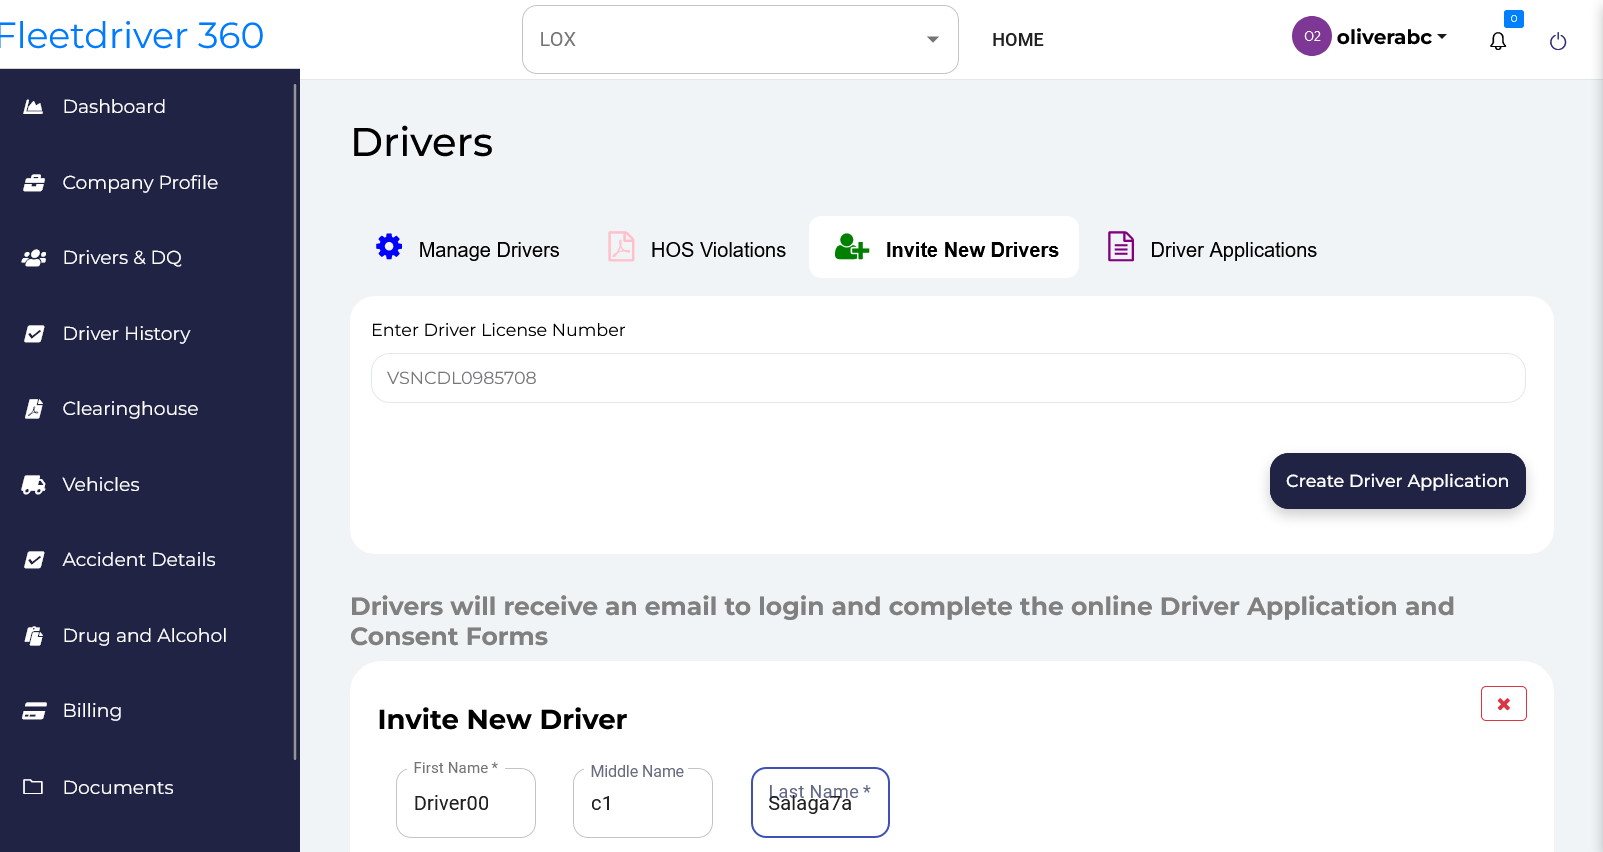 Fleetdriver 360
LOX
HOME
O2
oliverabc
0
Dashboard
Company Profile
Drivers & DQ
Driver History
Clearinghouse
Vehicles
Accident Details
Drug and Alcohol
Billing
Documents
Drivers
Manage Drivers
HOS Violations
Invite New Drivers
Driver Applications
Enter Driver License Number
VSNCDL0985708
Create Driver Application
Drivers will receive an email to login and complete the online Driver Application and
Consent Forms
Invite New Driver
First Name *
Driver00
Middle Name
c1
Last Name *
Salaga7a